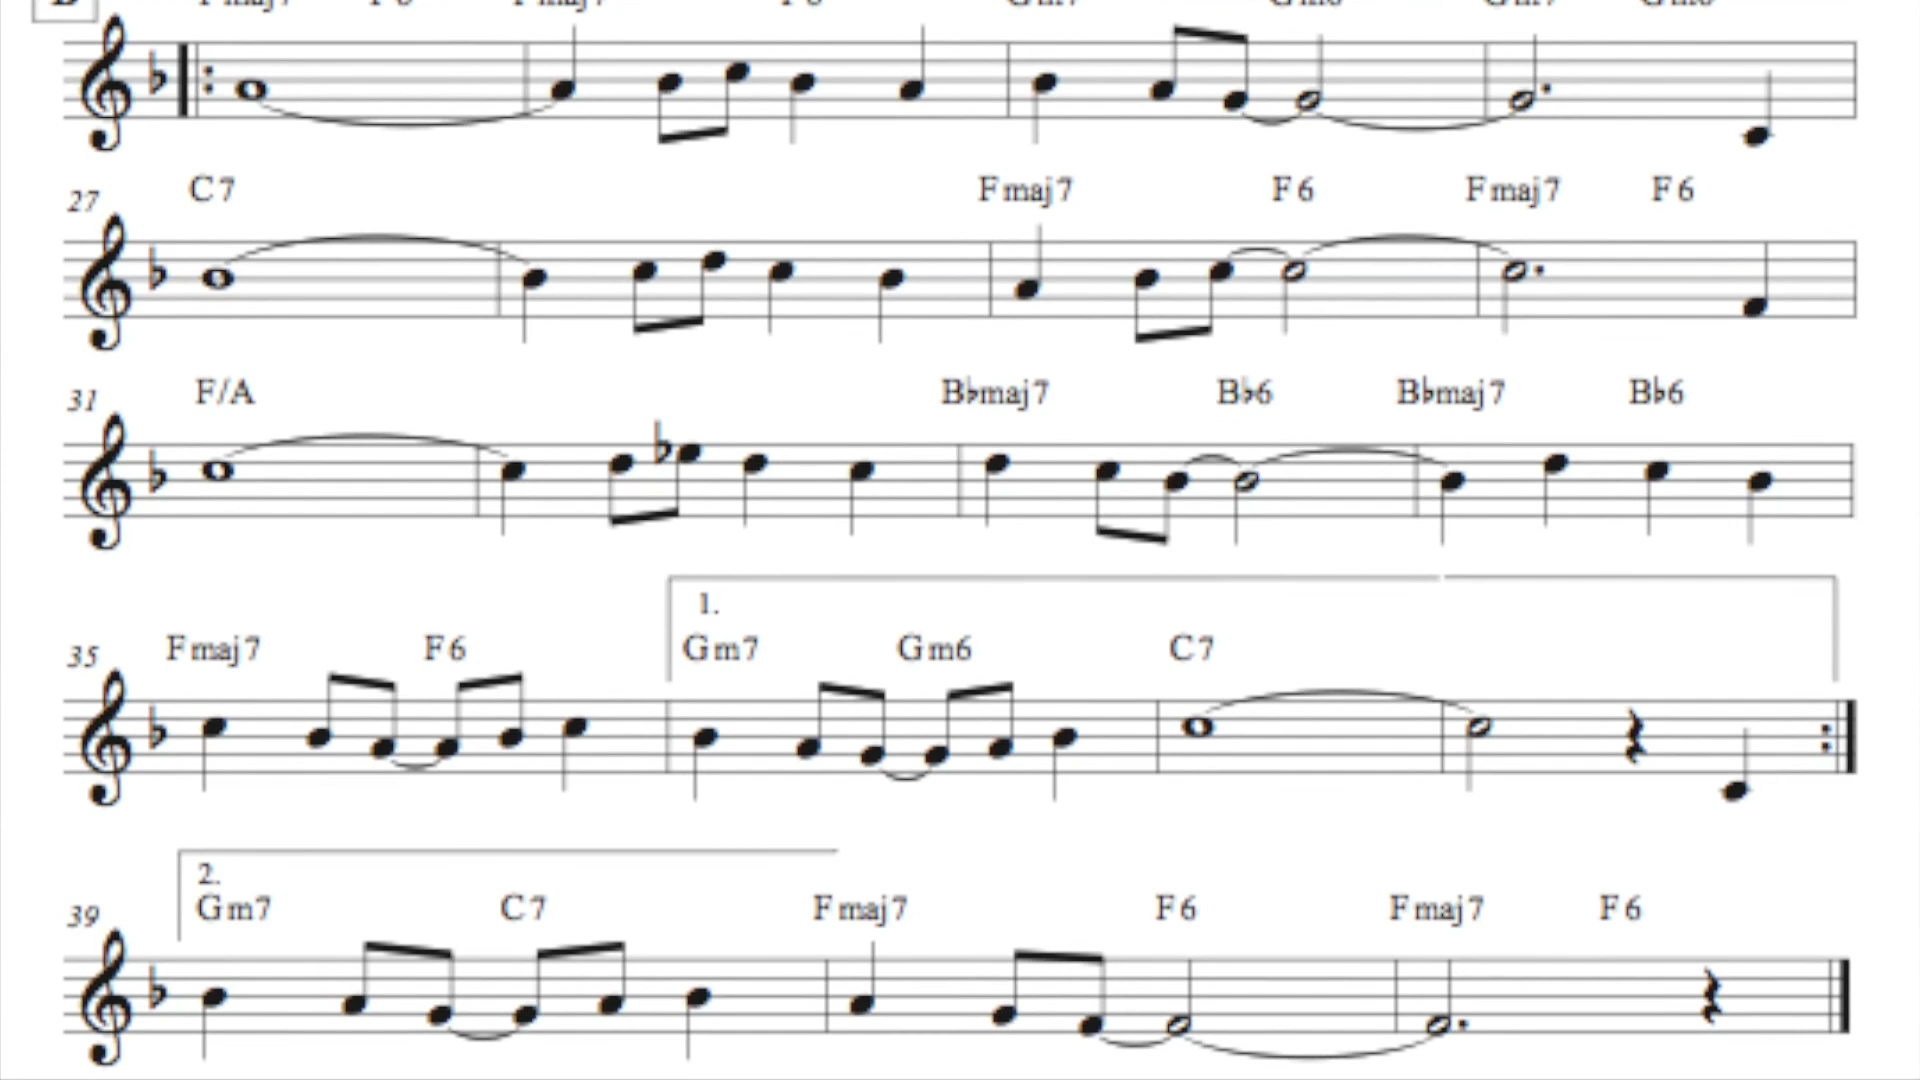 27 C7 Fmaj7 F6 Fmaj7 F6
31 F/A B♭maj7 B♭6 B♭maj7 B♭6
1.
35 Fmaj7 F6 Gm7 Gm6 C7
2.
39 Gm7 C7 Fmaj7 F6 Fmaj7 F6